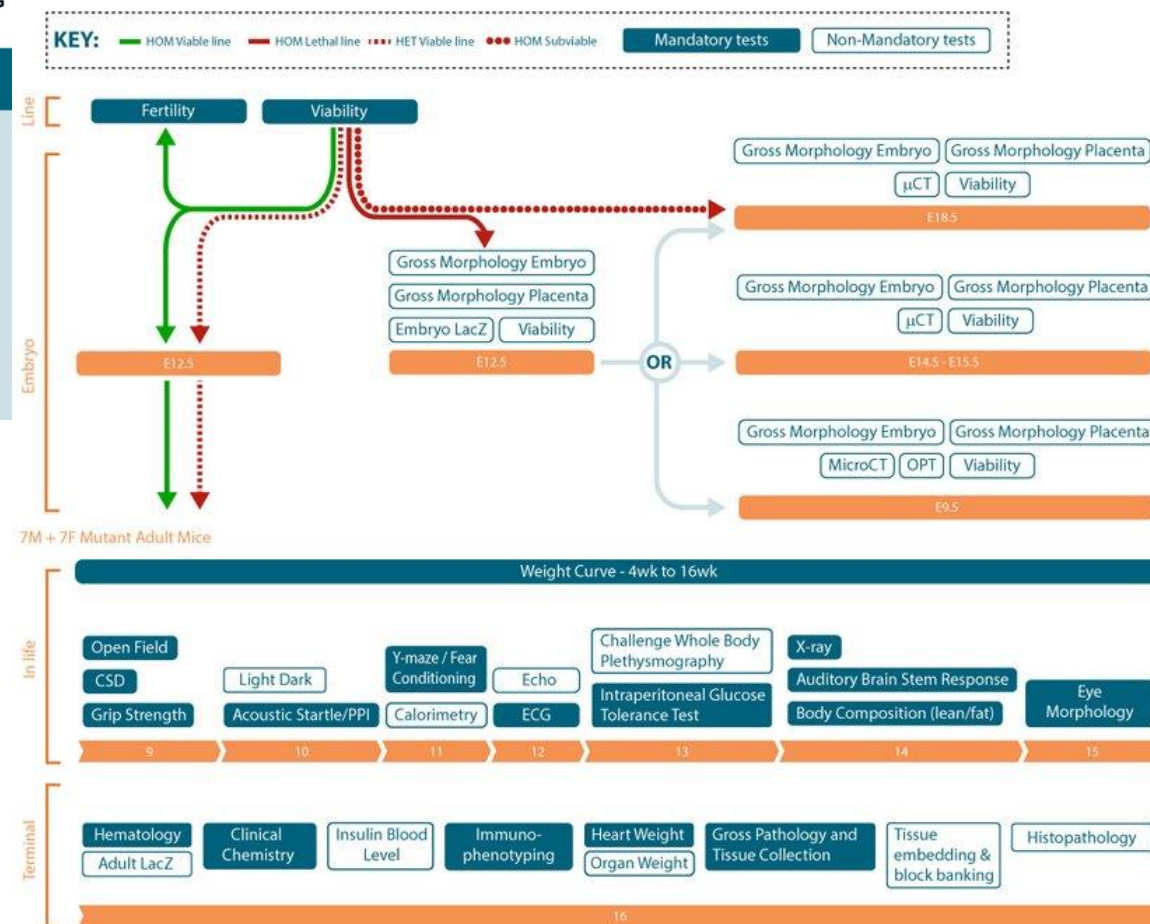 KEY:
HOM Viable line
HOM Lethal line
HET Viable line
HOM Subviable
Mandatory tests
Non-Mandatory tests
Line
Fertility
Viability
Embryo
Gross Morphology Embryo
Gross Morphology Placenta
µCT
Viability
E18.5
Gross Morphology Embryo
Gross Morphology Placenta
Embryo LacZ
Viability
Gross Morphology Embryo
Gross Morphology Placenta
µCT
Viability
E12.5
E12.5
OR
E14.5 - E15.5
Gross Morphology Embryo
Gross Morphology Placenta
MicroCT
OPT
Viability
E9.5
7M + 7F Mutant Adult Mice
In life
Weight Curve - 4wk to 16wk
Open Field
CSD
Grip Strength
9
Light Dark
Acoustic Startle/PPI
10
Y-maze / Fear
Conditioning
Calorimetry
11
Echo
ECG
12
Challenge Whole Body
Plethysmography
Intraperitoneal Glucose
Tolerance Test
13
X-ray
Auditory Brain Stem Response
Body Composition (lean/fat)
14
Eye
Morphology
15
Terminal
Hematology
Adult LacZ
Clinical
Chemistry
Insulin Blood
Level
Immuno-
phenotyping
Heart Weight
Organ Weight
Gross Pathology and
Tissue Collection
Tissue
embedding &
block banking
Histopathology
16